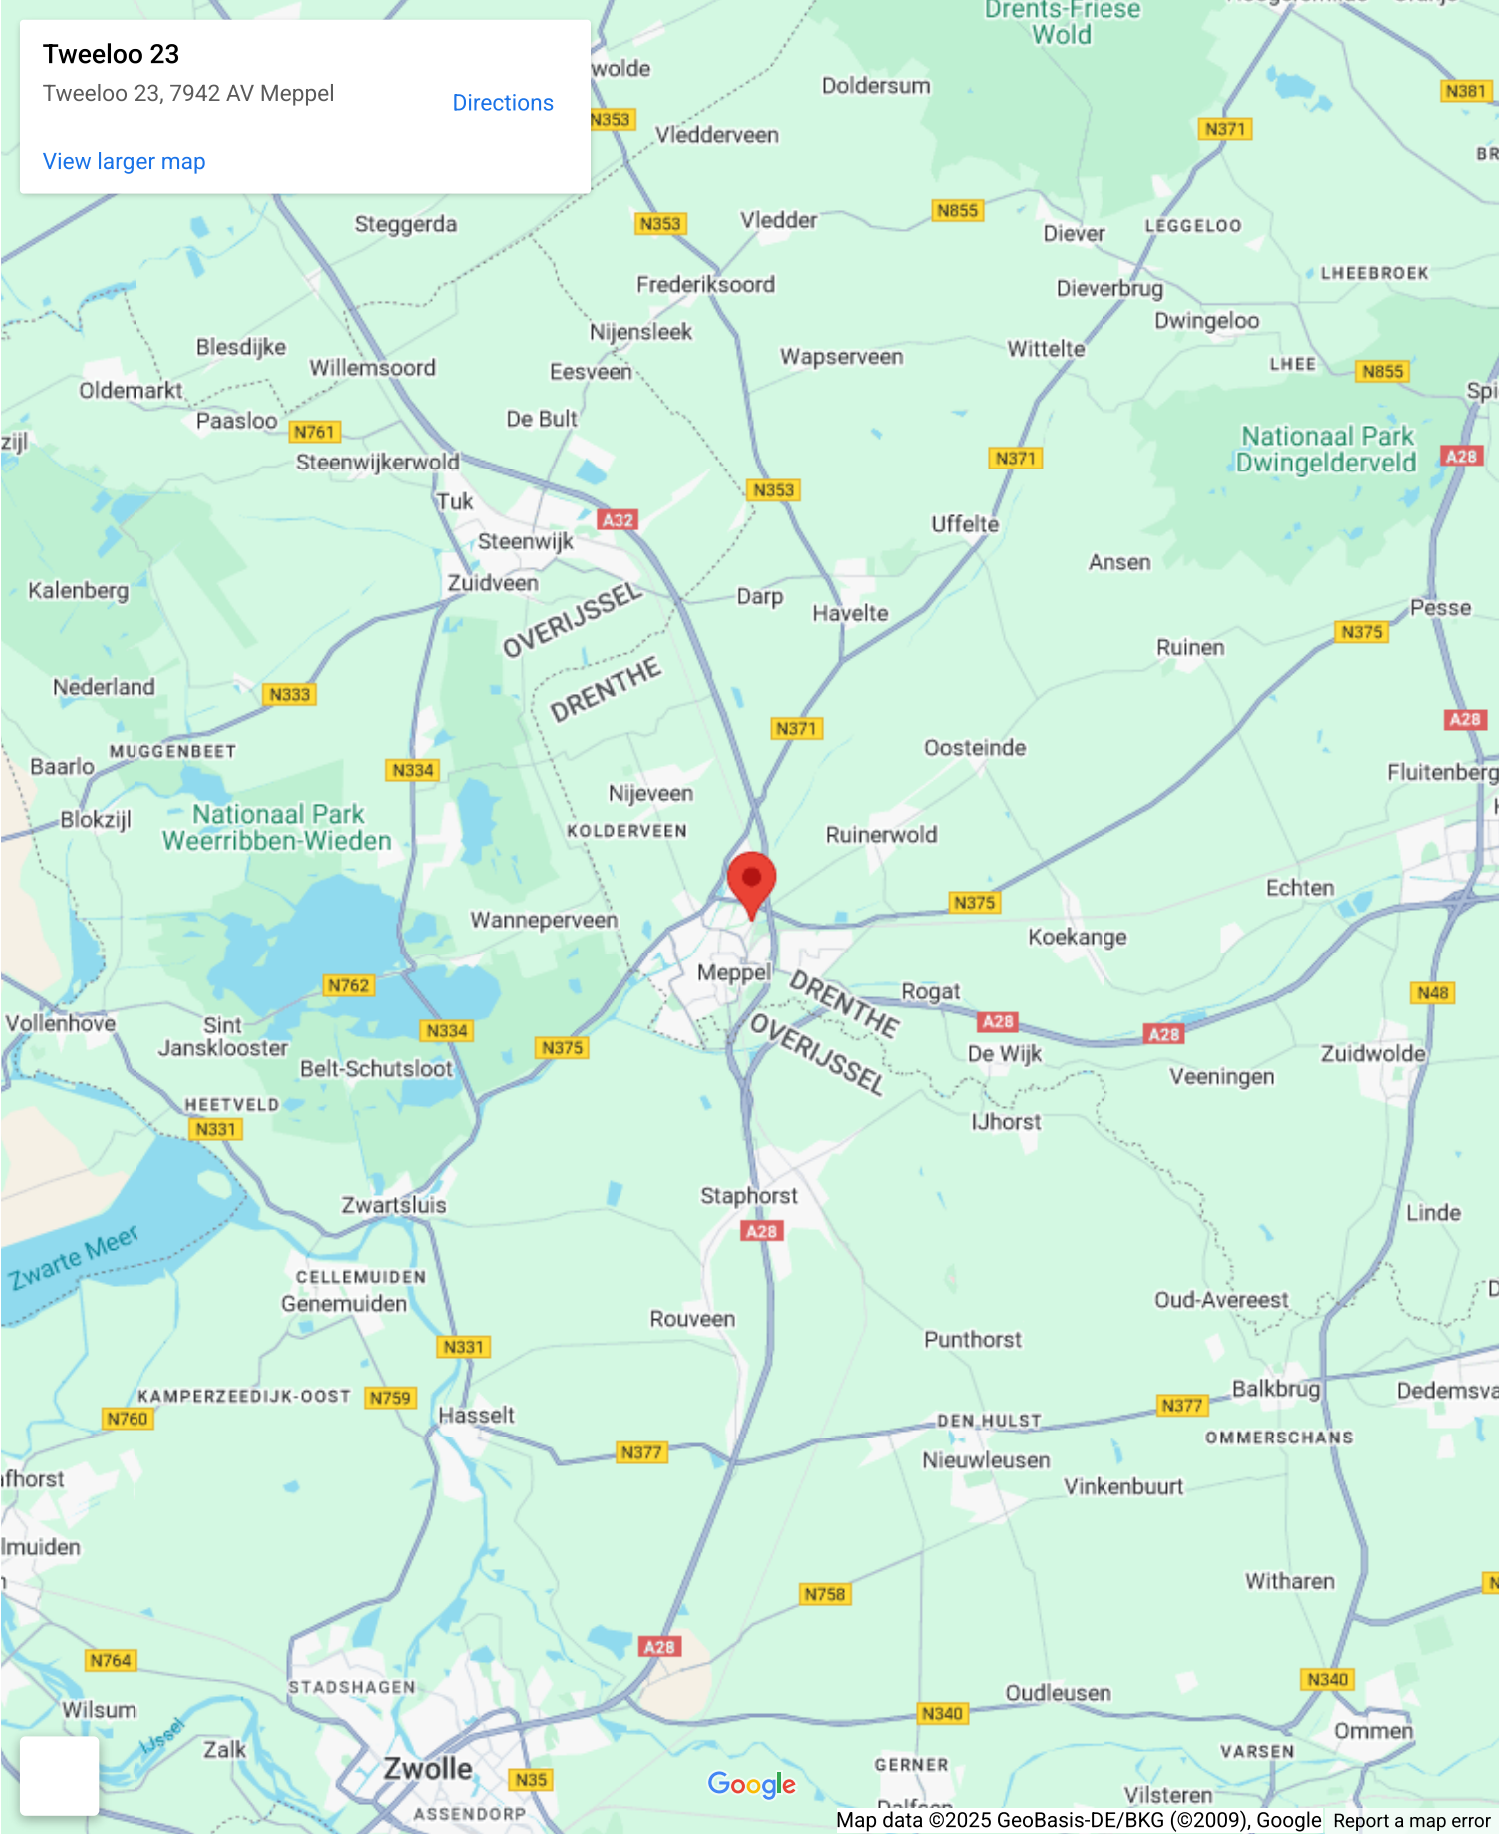 Tweeloo 23
Tweeloo 23, 7942 AV Meppel
Directions
View larger map
Drents-Friese
Wold
wolde
Doldersum
N381
N353
Vledderveen
N371
BR
Steggerda
N353
Vledder
N855
Diever
LEGGELOO
LHEEBROEK
Frederiksoord
Dieverbrug
Dwingeloo
Nijensleek
Blesdijke
Willemsoord
Eesveen
Wapserveen
Wittelte
LHEE
N855
Oldemarkt
Spi
Paasloo
N761
De Bult
zijl
Nationaal Park
Dwingelderveld
A28
Steenwijkerwold
N371
Tuk
N353
A32
Uffelte
Steenwijk
Ansen
Kalenberg
Zuidveen
Darp
Havelte
Pesse
OVERIJSSEL
N375
Ruinen
DRENTHE
Nederland
N333
N371
A28
MUGGENBEET
Oosteinde
Baarlo
N334
Fluitenberg
Nijeveen
Blokzijl
Nationaal Park
Weerribben-Wieden
KOLDERVEEN
Ruinerwold
H
Echten
N375
Wanneperveen
Koekange
Meppel
N762
DRENTHE
Rogat
N48
Vollenhove
Sint
Jansklooster
N334
A28
A28
OVERIJSSEL
N375
De Wijk
Zuidwolde
Belt-Schutsloot
Veeningen
HEETVELD
N331
IJhorst
Zwartsluis
Staphorst
Linde
A28
Zwarte Meer
CELLEMUIDEN
Genemuiden
Oud-Avereest
D
Rouveen
Punthorst
N331
KAMPERZEEDIJK-OOST
N759
Balkbrug
Dedemsva
N760
Hasselt
N377
DEN HULST
OMMERSCHANS
N377
Nieuwleusen
afhorst
Vinkenbuurt
lmuiden
Witharen
N
N758
A28
N764
STADSHAGEN
N340
Wilsum
Oudleusen
N340
IJssel
Zalk
Ommen
VARSEN
Zwolle
N35
GERNER
Google
Vilsteren
ASSENDORP
Dalfsen
Map data ©2025 GeoBasis-DE/BKG (©2009), Google
Report a map error